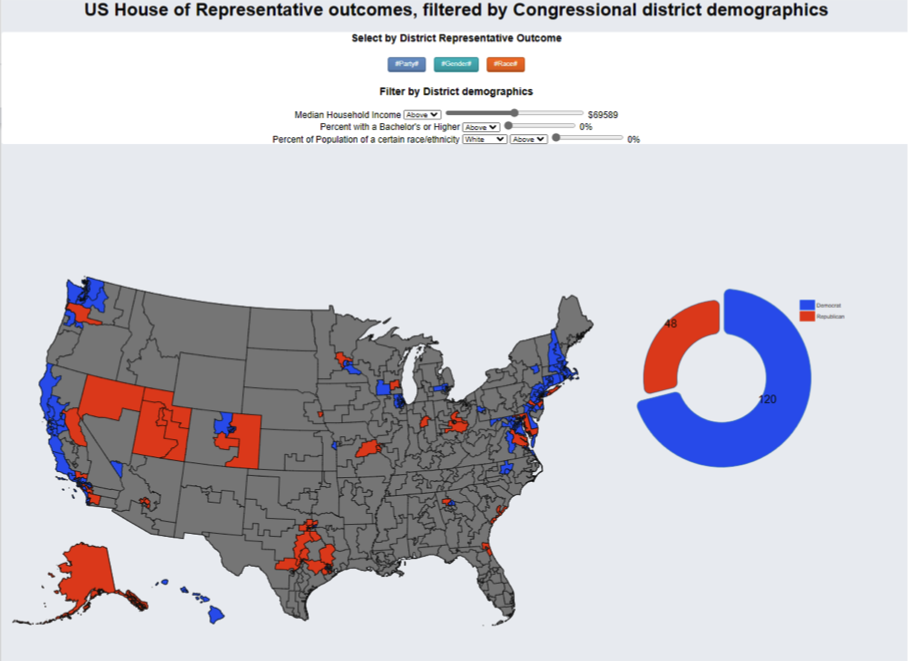 US House of Representative outcomes, filtered by Congressional district demographics
Select by District Representative Outcome
#Party# #Gender# #Race#
Filter by District demographics
Median Household Income Above $69589
Percent with a Bachelor's or Higher Above 0%
Percent of Population of a certain race/ethnicity White Above 0%
Democrat
Republican
48
120